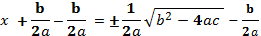 x + b/2a − b/2a = ± 1/2a √(b² − 4ac) − b/2a